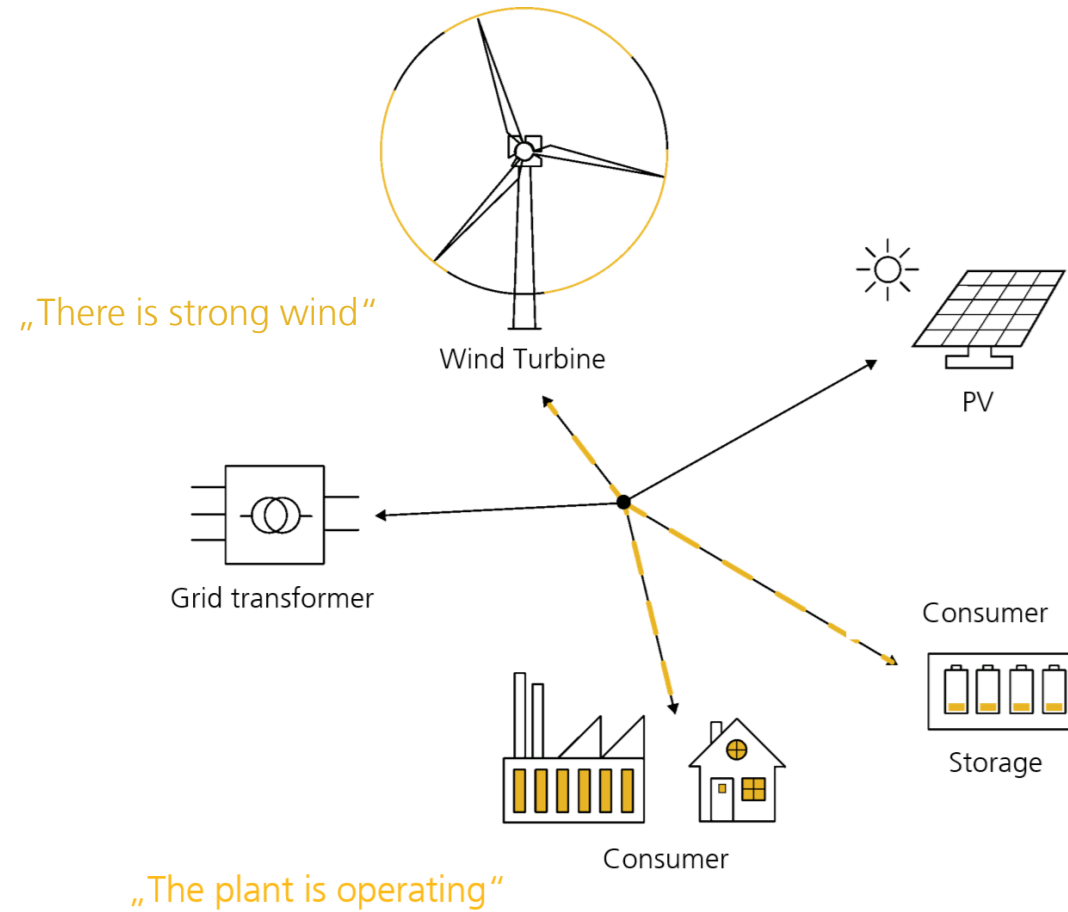 „There is strong wind“
Wind Turbine
PV
Grid transformer
Consumer
Storage
Consumer
„The plant is operating“